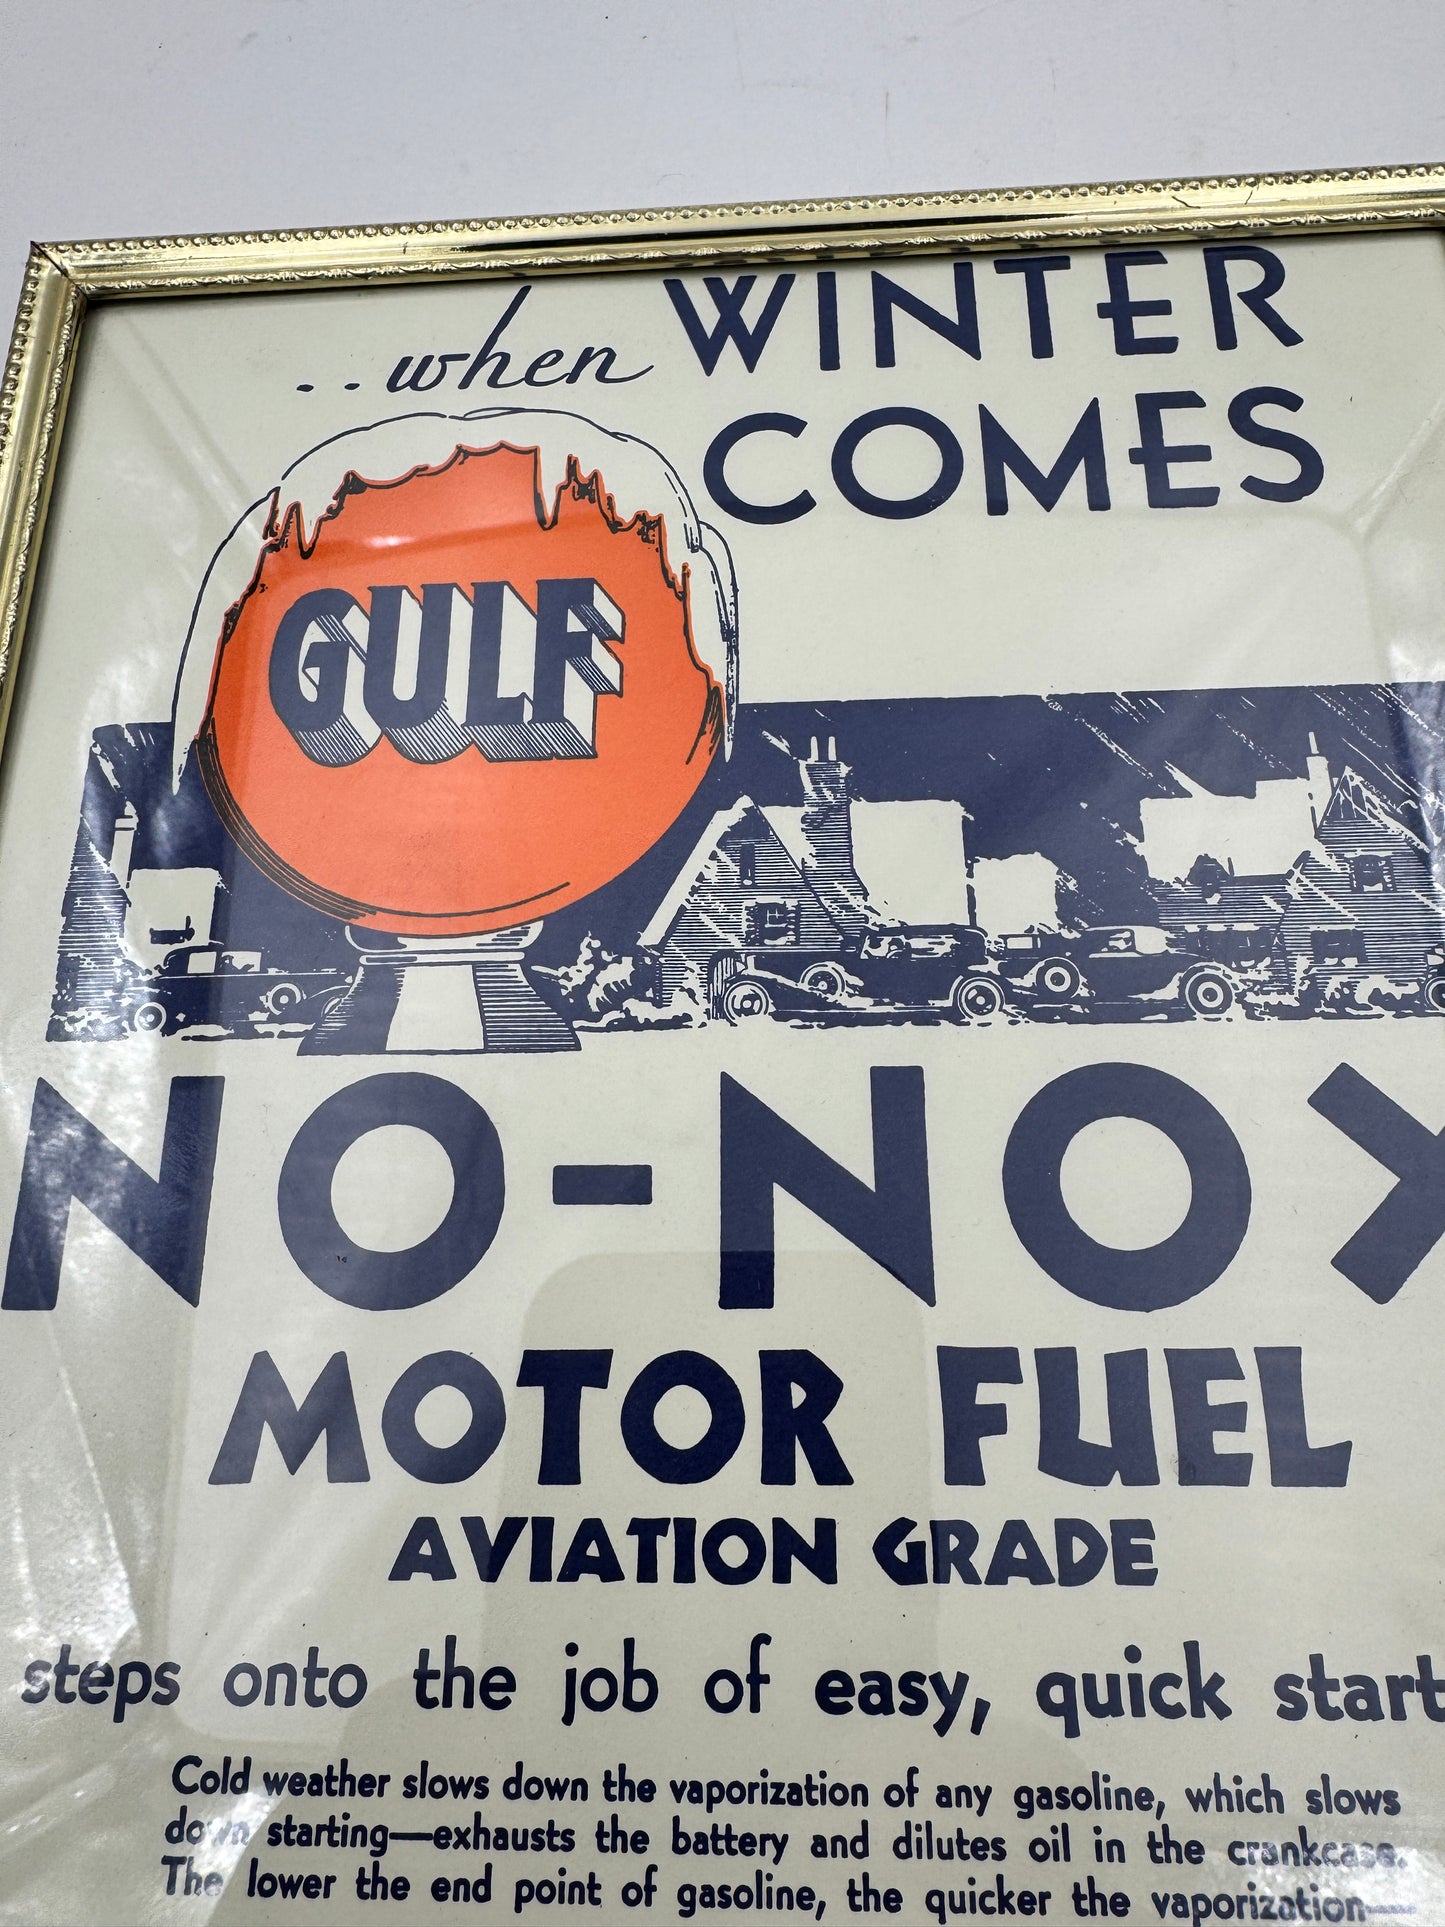 ..when WINTER
COMES
GULF
NO-NOX
MOTOR FUEL
AVIATION GRADE
steps onto the job of easy, quick start
Cold weather slows down the vaporization of any gasoline, which slows
down starting—exhausts the battery and dilutes oil in the crankcase.
The lower the end point of gasoline, the quicker the vaporization—